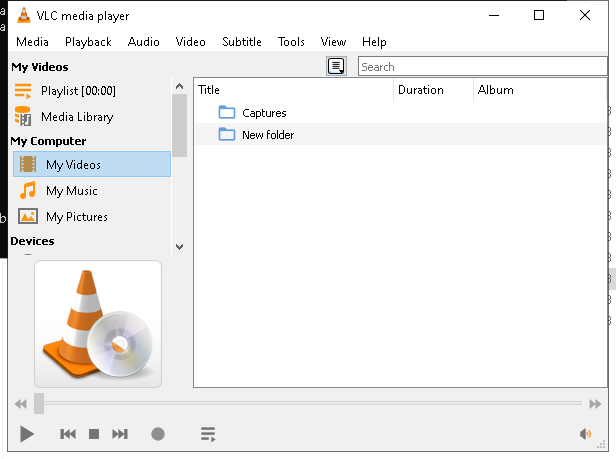 VLC media player
Media Playback Audio Video Subtitle Tools View Help
My Videos
Search
Playlist [00:00]
Media Library
My Computer
My Videos
My Music
My Pictures
Devices
Title Duration Album
Captures
New folder